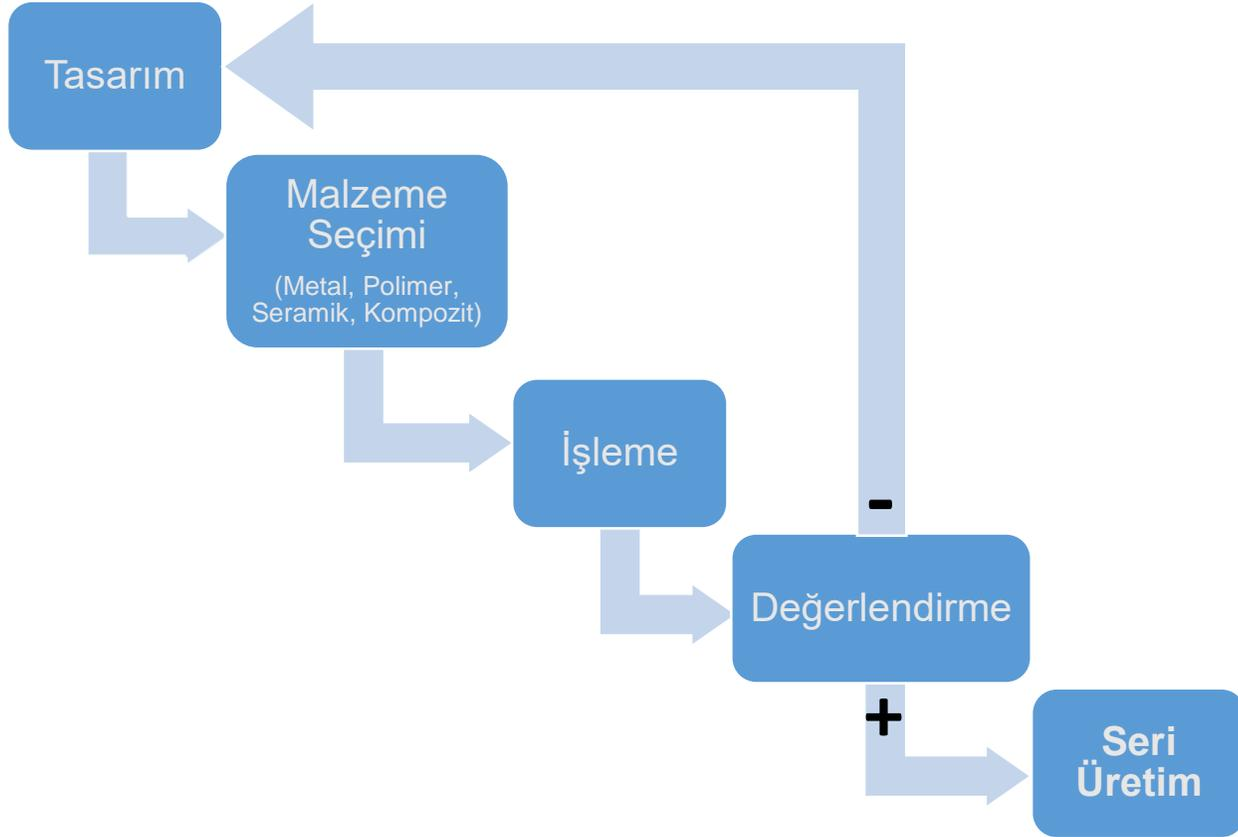 Tasarım
Malzeme
Seçimi
(Metal, Polimer,
Seramik, Kompozit)
İşleme
-
Değerlendirme
+
Seri
Üretim